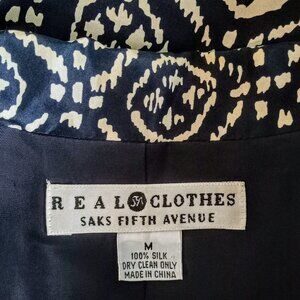 REAL SFA CLOTHES
SAKS FIFTH AVENUE
M
100% SILK
DRY CLEAN ONLY
MADE IN CHINA